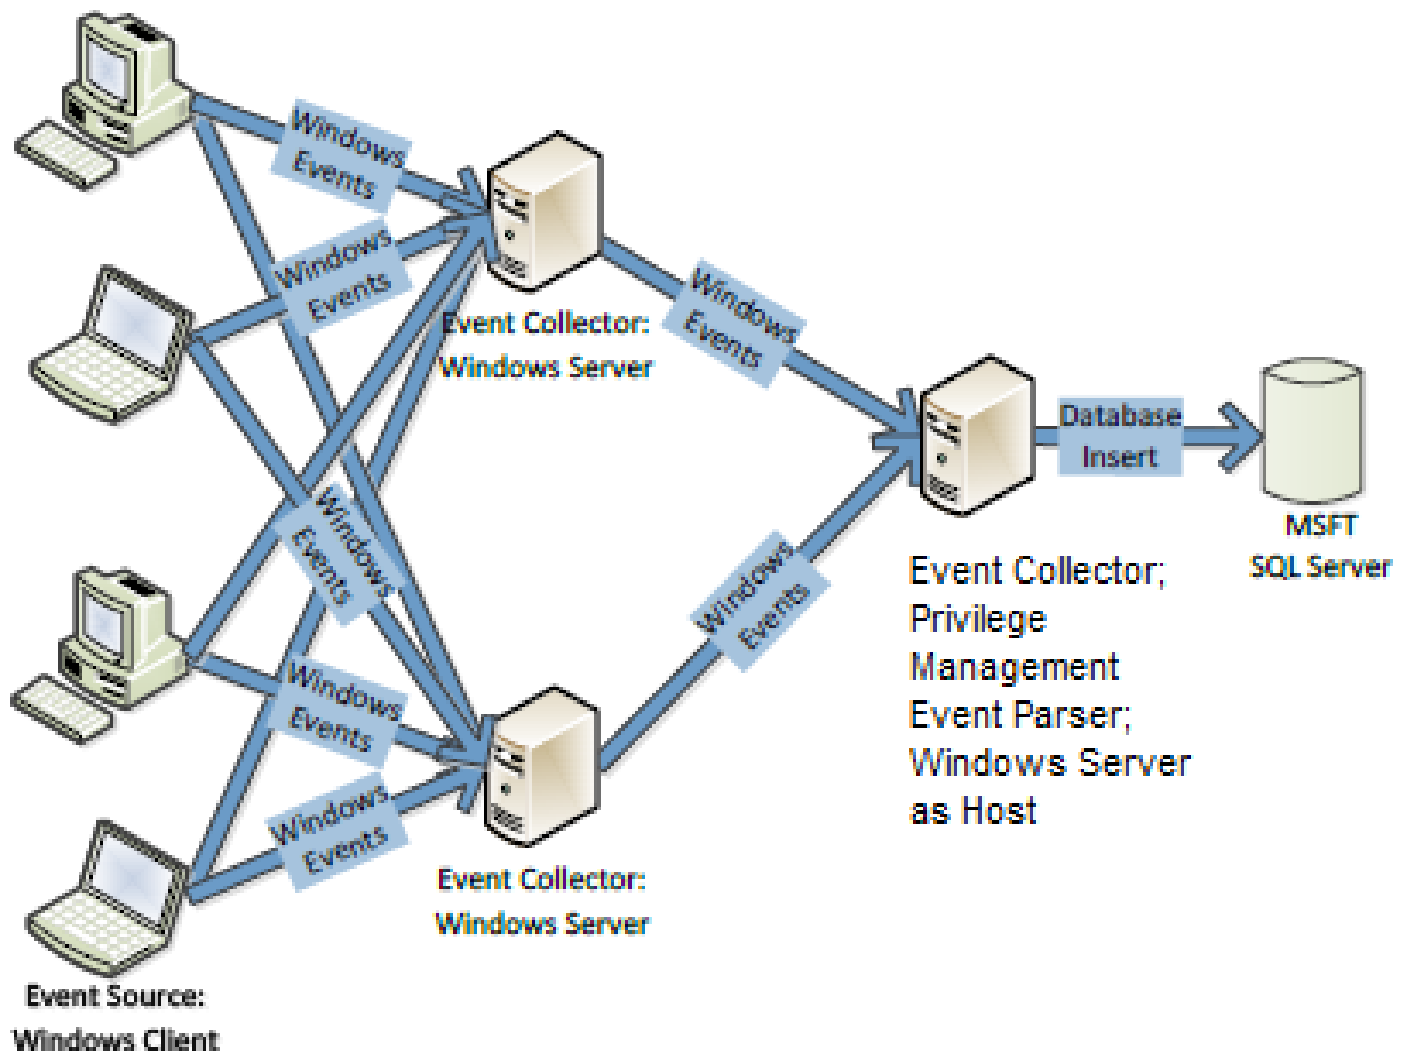 Windows
Events
Windows
Events
Event Collector:
Windows Server
Windows
Events
Database
Insert
MSFT
SQL Server
Windows
Events
Windows
Windows
Events
Event Collector;
Privilege
Management
Event Parser;
Windows Server
as Host
Windows
Events
Windows
Events
Event Collector:
Windows Server
Event Source:
Windows Client